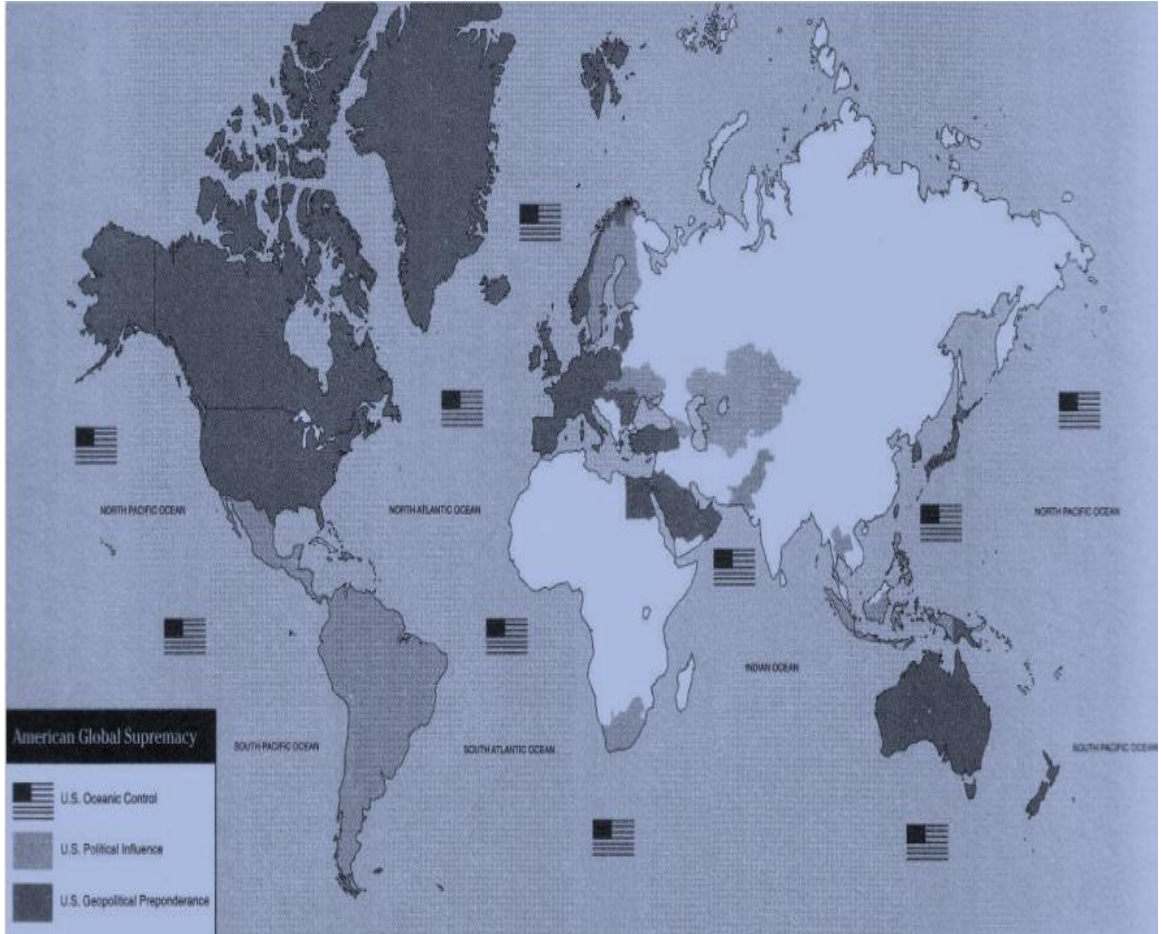 NORTH PACIFIC OCEAN
NORTH ATLANTIC OCEAN
NORTH PACIFIC OCEAN
INDIAN OCEAN
SOUTH PACIFIC OCEAN
SOUTH ATLANTIC OCEAN
SOUTH PACIFIC OCEAN
American Global Supremacy
U.S. Oceanic Control
U.S. Political Influence
U.S. Geopolitical Preponderance